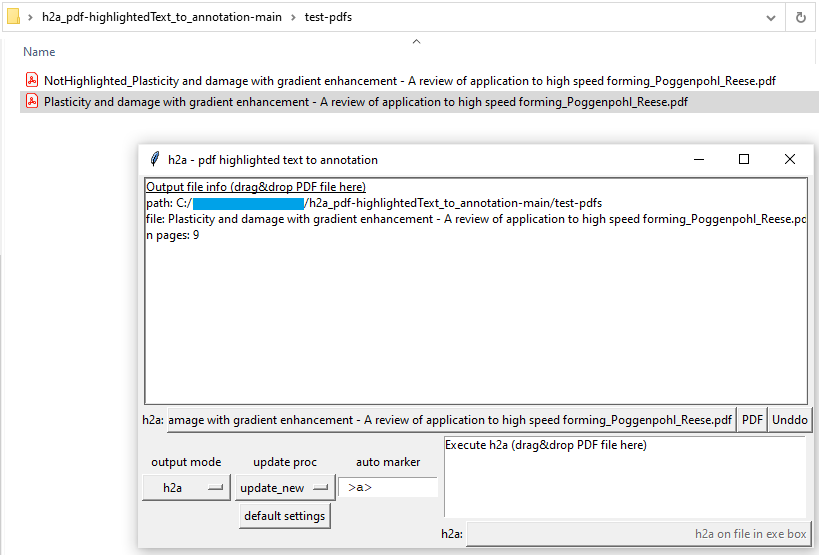 h2a_pdf-highlightedText_to_annotation-main > test-pdfs
Name
NotHighlighted_Plasticity and damage with gradient enhancement - A review of application to high speed forming_Poggenpohl_Reese.pdf
Plasticity and damage with gradient enhancement - A review of application to high speed forming_Poggenpohl_Reese.pdf
h2a - pdf highlighted text to annotation
Output file info (drag&drop PDF file here)
path: C:/ /h2a_pdf-highlightedText_to_annotation-main/test-pdfs
file: Plasticity and damage with gradient enhancement - A review of application to high speed forming_Poggenpohl_Reese.pd
n pages: 9
h2a: amage with gradient enhancement - A review of application to high speed forming_Poggenpohl_Reese.pdf PDF Unddo
Execute h2a (drag&drop PDF file here)
output mode update proc auto marker
h2a update_new >a>
default settings
h2a: h2a on file in exe box